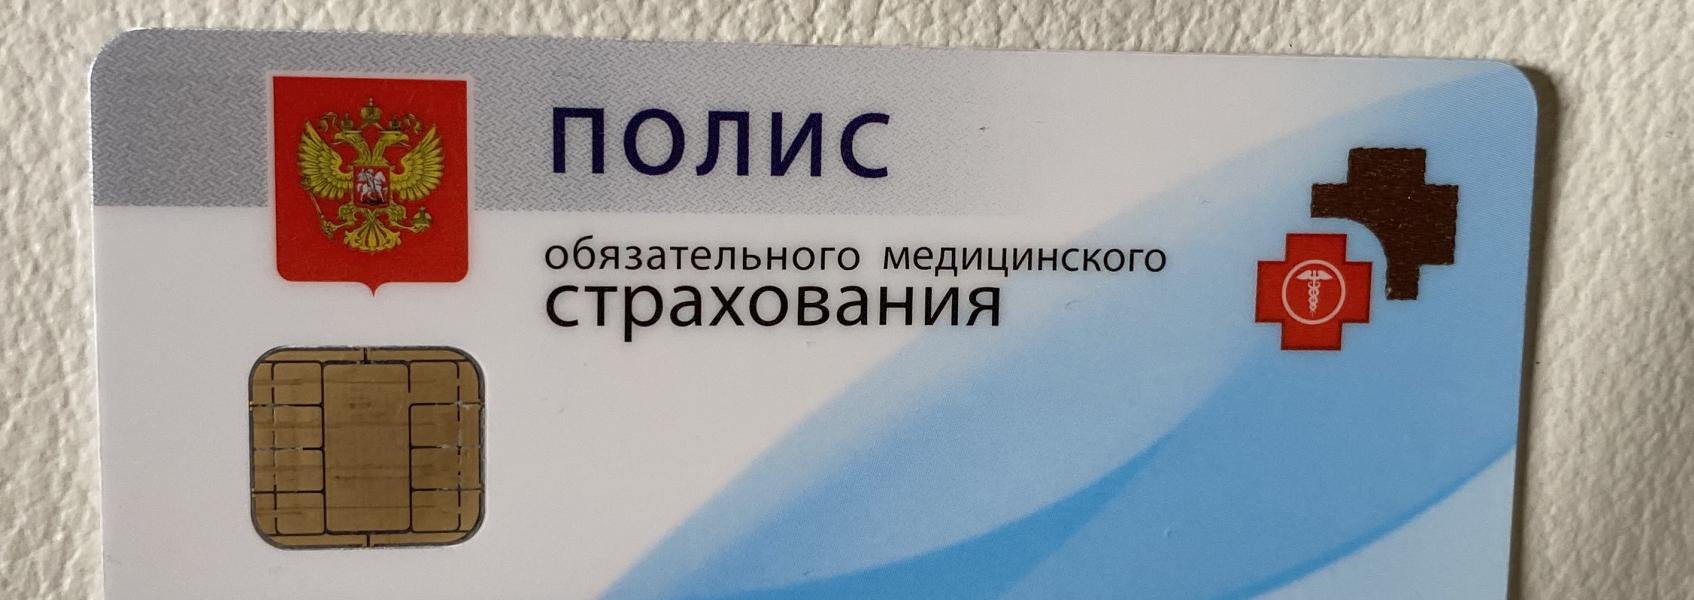 ПОЛИС
обязательного медицинского
страхования